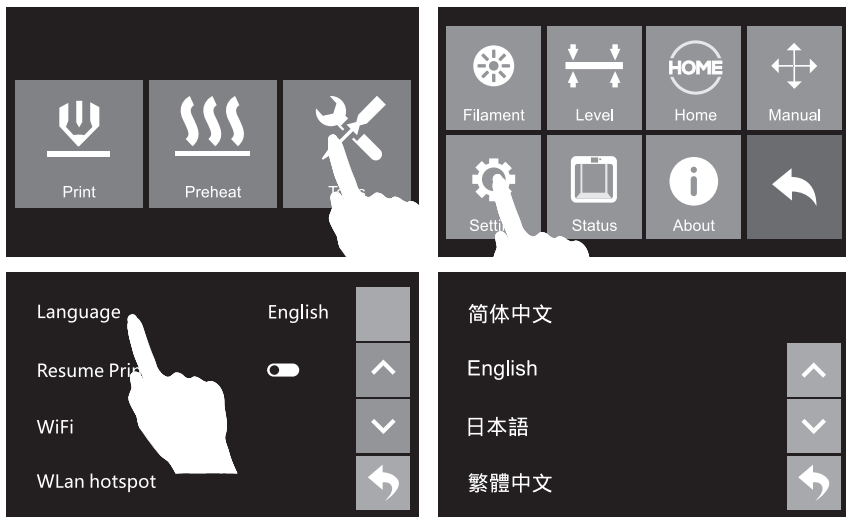 Print
Preheat
Filament
Level
HOME
Home
Manual
Status
About
Language
English
Resume
WiFi
WLan hotspot
简体中文
English
日本語
繁體中文